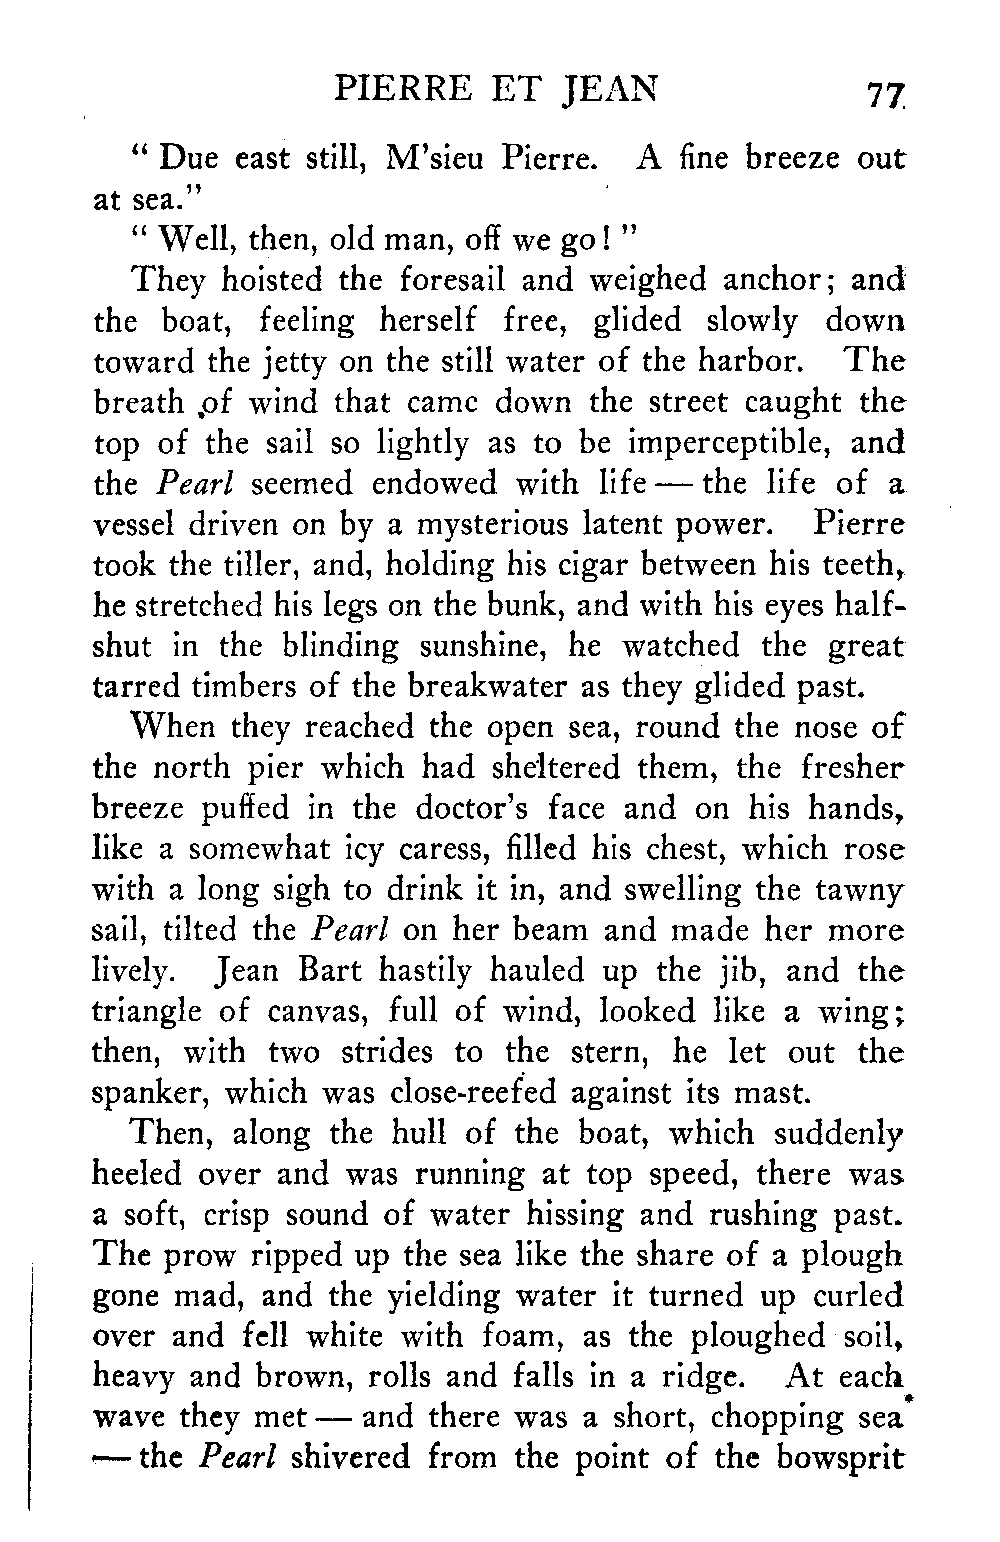 PIERRE ET JEAN 77
“ Due east still, M’sieu Pierre. A fine breeze out
at sea.”
“ Well, then, old man, off we go! ”
They hoisted the foresail and weighed anchor; and
the boat, feeling herself free, glided slowly down
toward the jetty on the still water of the harbor. The
breath of wind that came down the street caught the
top of the sail so lightly as to be imperceptible, and
the Pearl seemed endowed with life — the life of a
vessel driven on by a mysterious latent power. Pierre
took the tiller, and, holding his cigar between his teeth,
he stretched his legs on the bunk, and with his eyes half-
shut in the blinding sunshine, he watched the great
tarred timbers of the breakwater as they glided past.
When they reached the open sea, round the nose of
the north pier which had sheltered them, the fresher
breeze puffed in the doctor’s face and on his hands,
like a somewhat icy caress, filled his chest, which rose
with a long sigh to drink it in, and swelling the tawny
sail, tilted the Pearl on her beam and made her more
lively. Jean Bart hastily hauled up the jib, and the
triangle of canvas, full of wind, looked like a wing;
then, with two strides to the stern, he let out the
spanker, which was close-reefed against its mast.
Then, along the hull of the boat, which suddenly
heeled over and was running at top speed, there was
a soft, crisp sound of water hissing and rushing past.
The prow ripped up the sea like the share of a plough
gone mad, and the yielding water it turned up curled
over and fell white with foam, as the ploughed soil,
heavy and brown, rolls and falls in a ridge. At each
wave they met — and there was a short, chopping sea
— the Pearl shivered from the point of the bowsprit